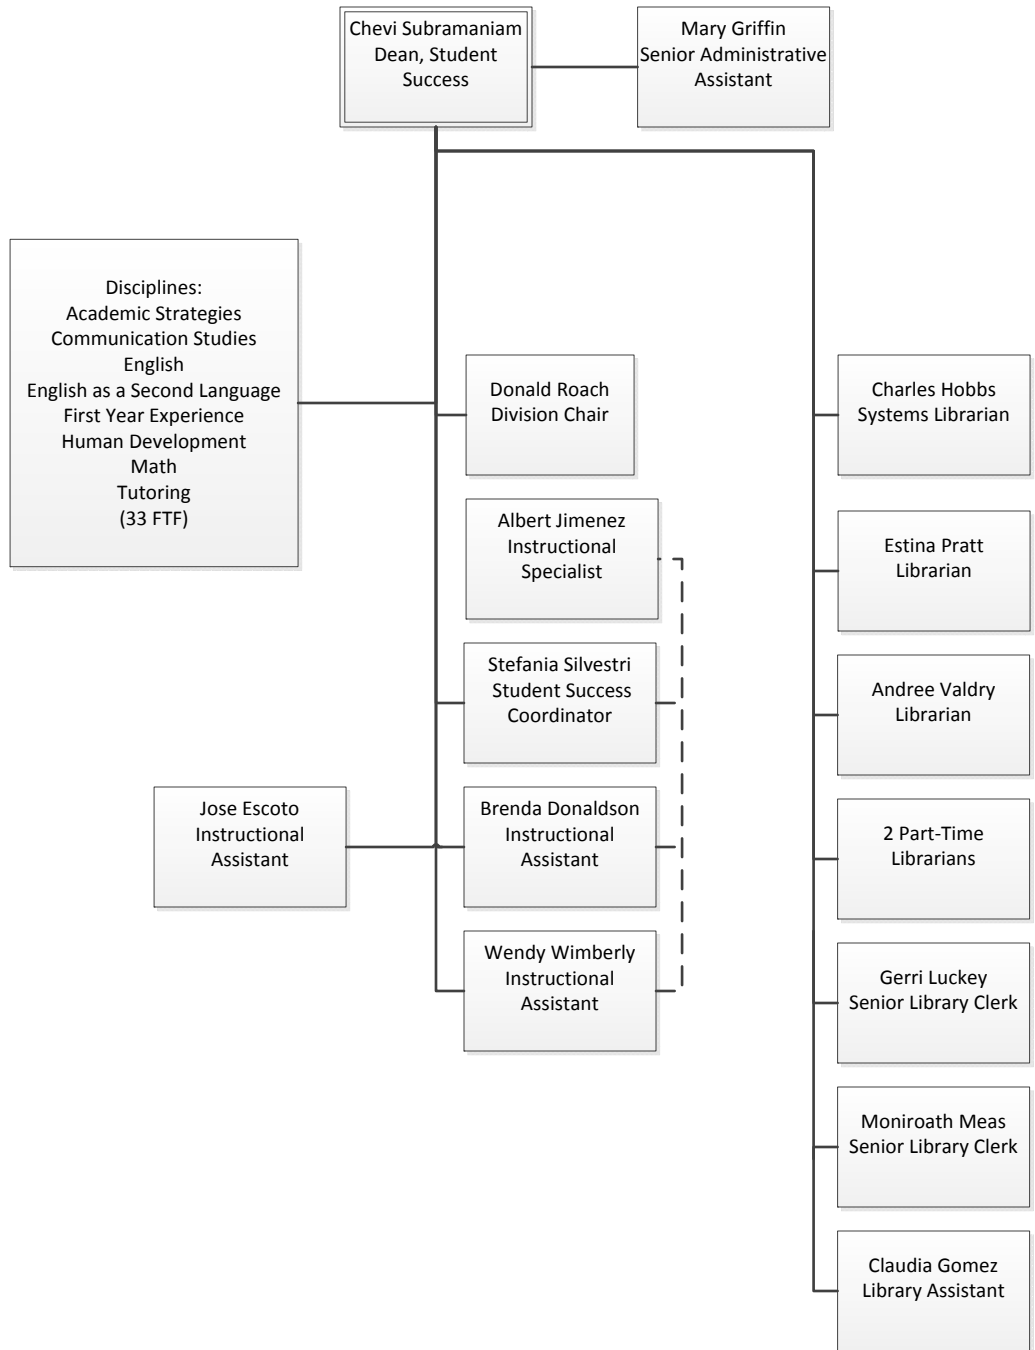 Chevi Subramaniam
Dean, Student
Success
Mary Griffin
Senior Administrative
Assistant
Disciplines:
Academic Strategies
Communication Studies
English
English as a Second Language
First Year Experience
Human Development
Math
Tutoring
(33 FTF)
Donald Roach
Division Chair
Albert Jimenez
Instructional
Specialist
Stefania Silvestri
Student Success
Coordinator
Jose Escoto
Instructional
Assistant
Brenda Donaldson
Instructional
Assistant
Wendy Wimberly
Instructional
Assistant
Charles Hobbs
Systems Librarian
Estina Pratt
Librarian
Andree Valdry
Librarian
2 Part-Time
Librarians
Gerri Luckey
Senior Library Clerk
Moniroath Meas
Senior Library Clerk
Claudia Gomez
Library Assistant